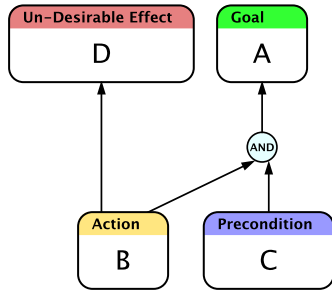 Un-Desirable Effect
D
Goal
A
AND
Action
B
Precondition
C